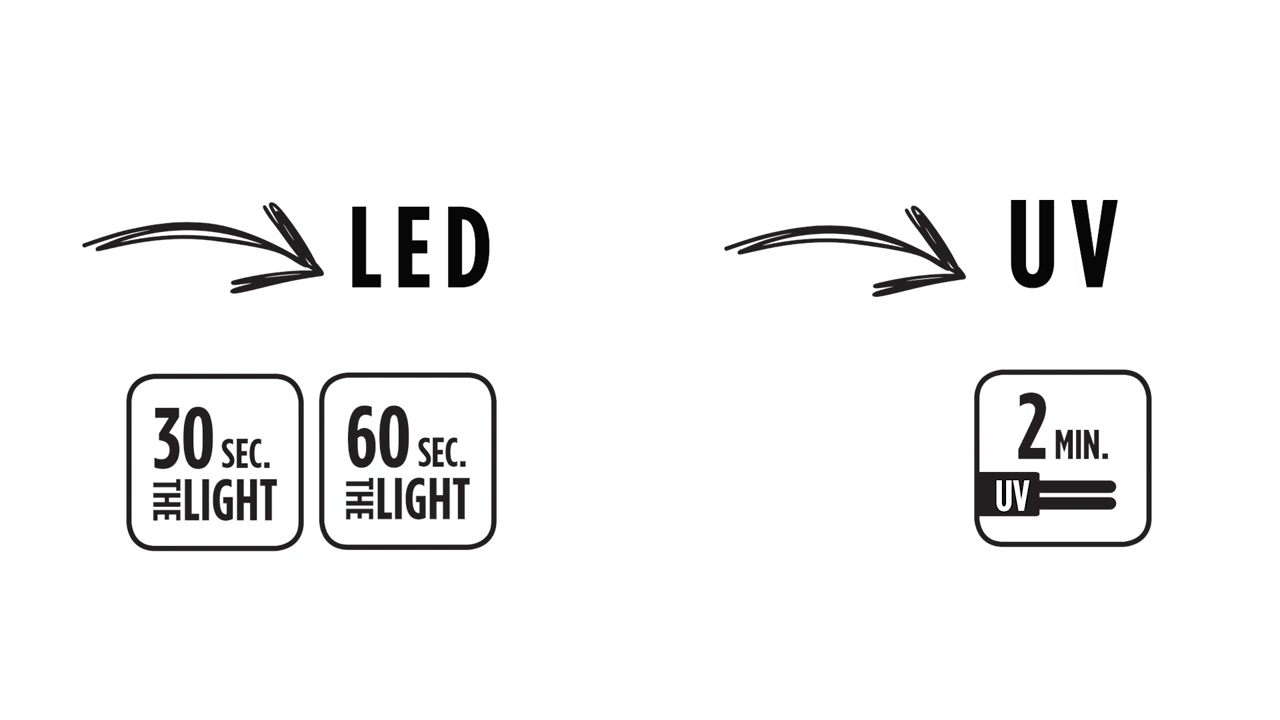 LED
UV
30 SEC.
THE LIGHT
60 SEC.
THE LIGHT
2 MIN.
UV